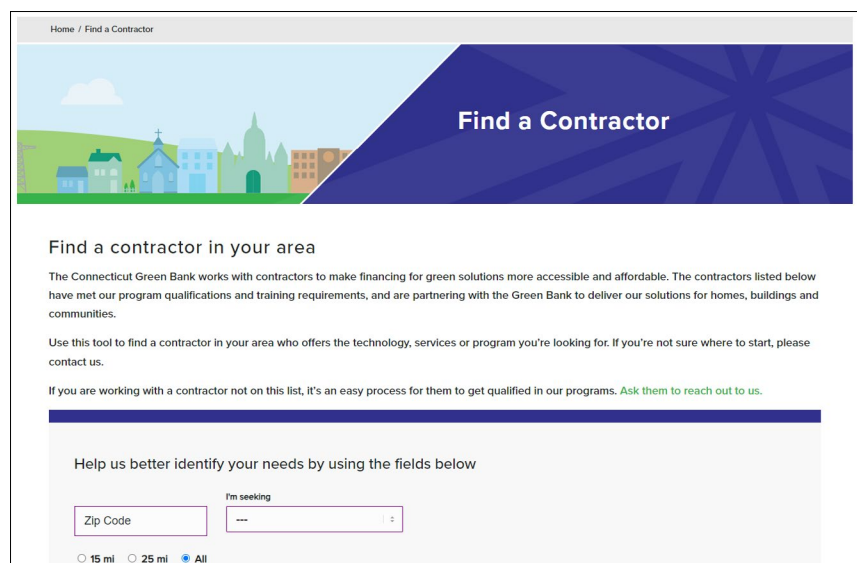 Home / Find a Contractor
Find a Contractor
Find a contractor in your area
The Connecticut Green Bank works with contractors to make financing for green solutions more accessible and affordable. The contractors listed below
have met our program qualifications and training requirements, and are partnering with the Green Bank to deliver our solutions for homes, buildings and
communities.
Use this tool to find a contractor in your area who offers the technology, services or program you're looking for. If you're not sure where to start, please
contact us.
If you are working with a contractor not on this list, it's an easy process for them to get qualified in our programs. Ask them to reach out to us.
Help us better identify your needs by using the fields below
I'm seeking
Zip Code
---
15 mi 25 mi All